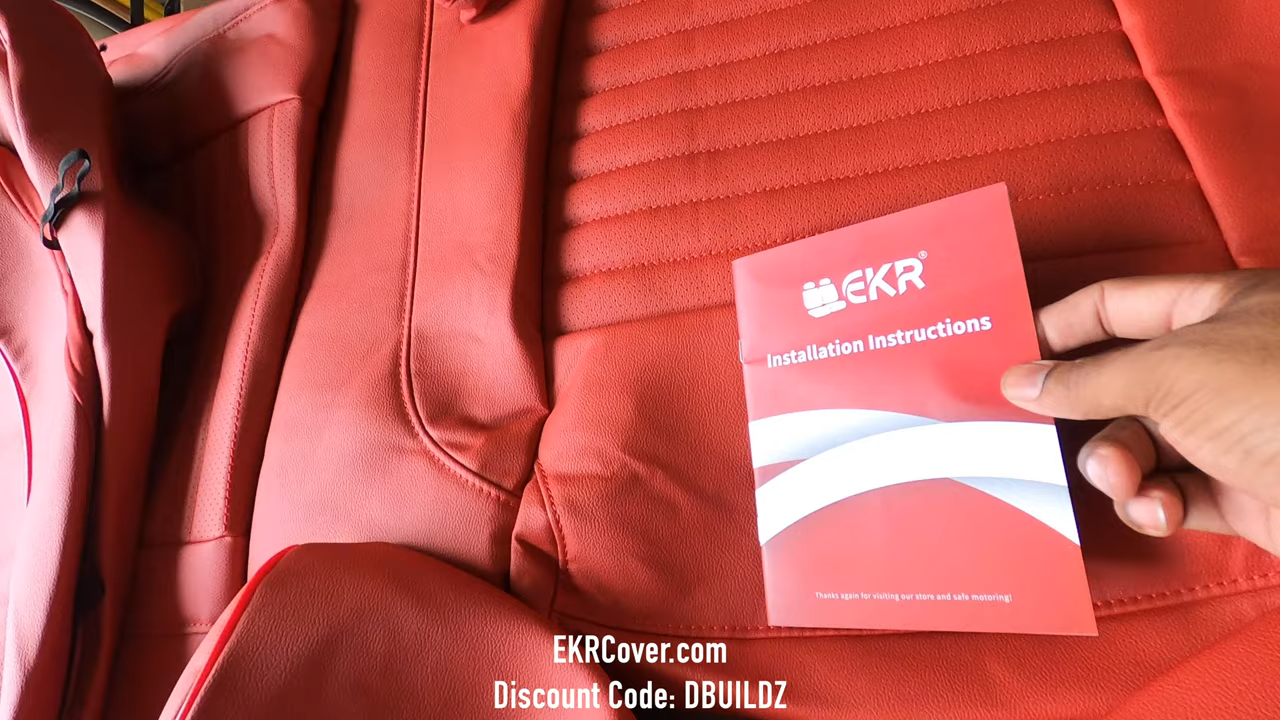 EKR®
Installation Instructions
Thanks again for visiting our store and safe motoring!
EKRCover.com
Discount Code: DBUILDZ